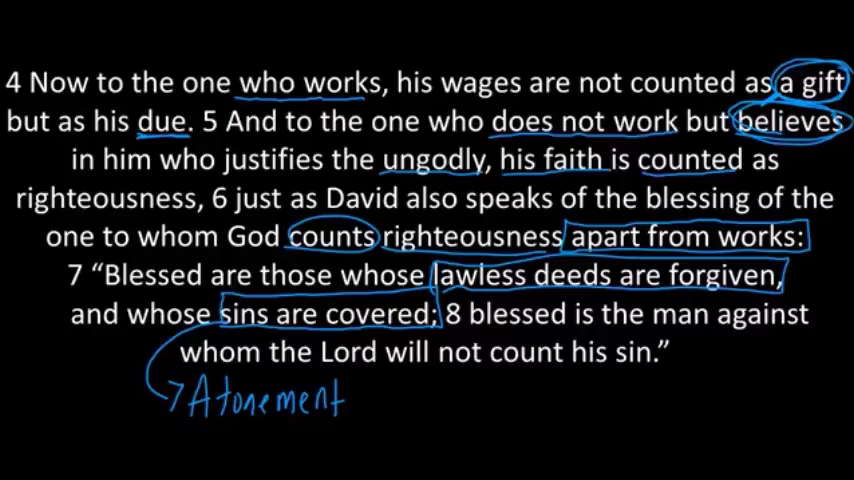 4 Now to the one who works, his wages are not counted as a gift
but as his due. 5 And to the one who does not work but believes
in him who justifies the ungodly, his faith is counted as
righteousness, 6 just as David also speaks of the blessing of the
one to whom God counts righteousness apart from works:
7 “Blessed are those whose lawless deeds are forgiven,
and whose sins are covered; 8 blessed is the man against
whom the Lord will not count his sin.”
Atonement